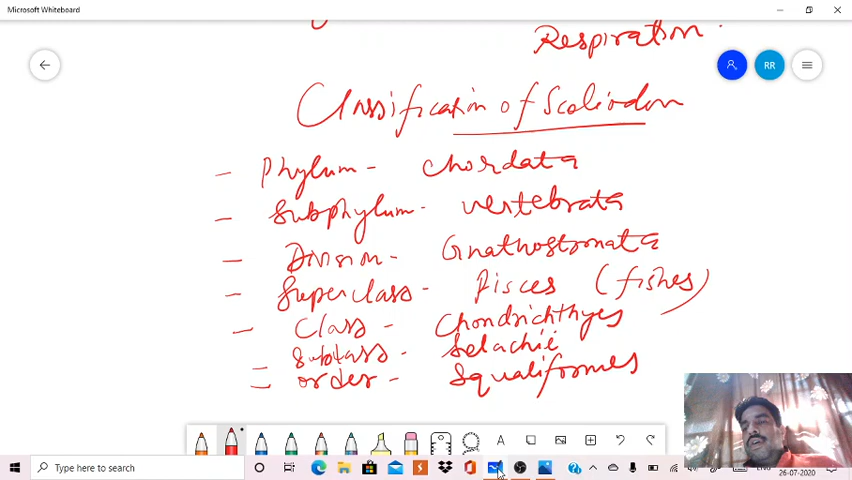 Microsoft Whiteboard
Respiration.
RR
Classification of Scoliodon
- Phylum - Chordata
- Subphylum - vertebrata
- Division - Gnathostomata
- Superclass - Pisces (fishes)
- Class - Chondrichthyes
= Subclass - Selachii
= order - Squaliformes
A
Type here to search
26-07-2020